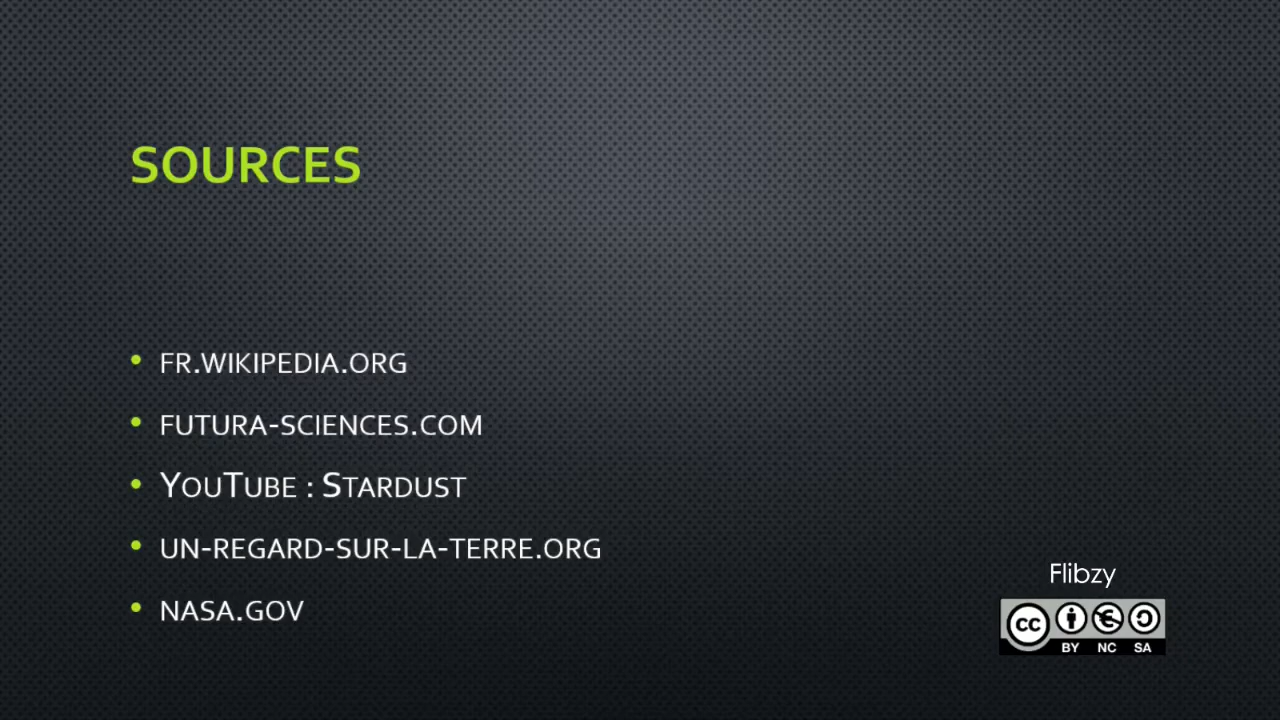 SOURCES
FR.WIKIPEDIA.ORG
FUTURA-SCIENCES.COM
YOUTUBE : STARDUST
UN-REGARD-SUR-LA-TERRE.ORG
NASA.GOV
Flibzy
CC
BY NC SA